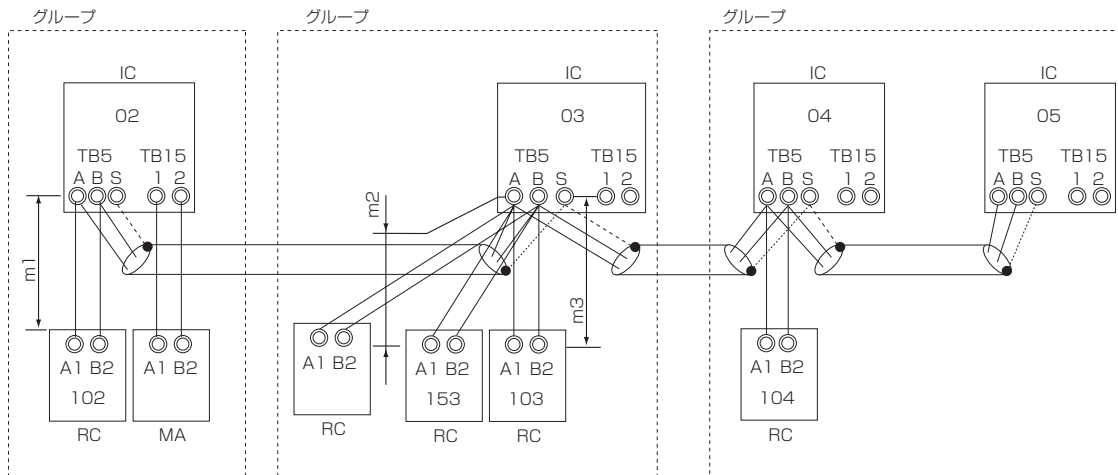 グループ グループ グループ
IC IC IC IC
02 03 04 05
TB5 TB15 TB5 TB15 TB5 TB15 TB5 TB15
A B S 1 2 A B S 1 2 A B S 1 2 A B S 1 2
m1 m2 m3
A1 B2 A1 B2 A1 B2 A1 B2 A1 B2 A1 B2
102 153 103 104
RC MA RC RC RC RC